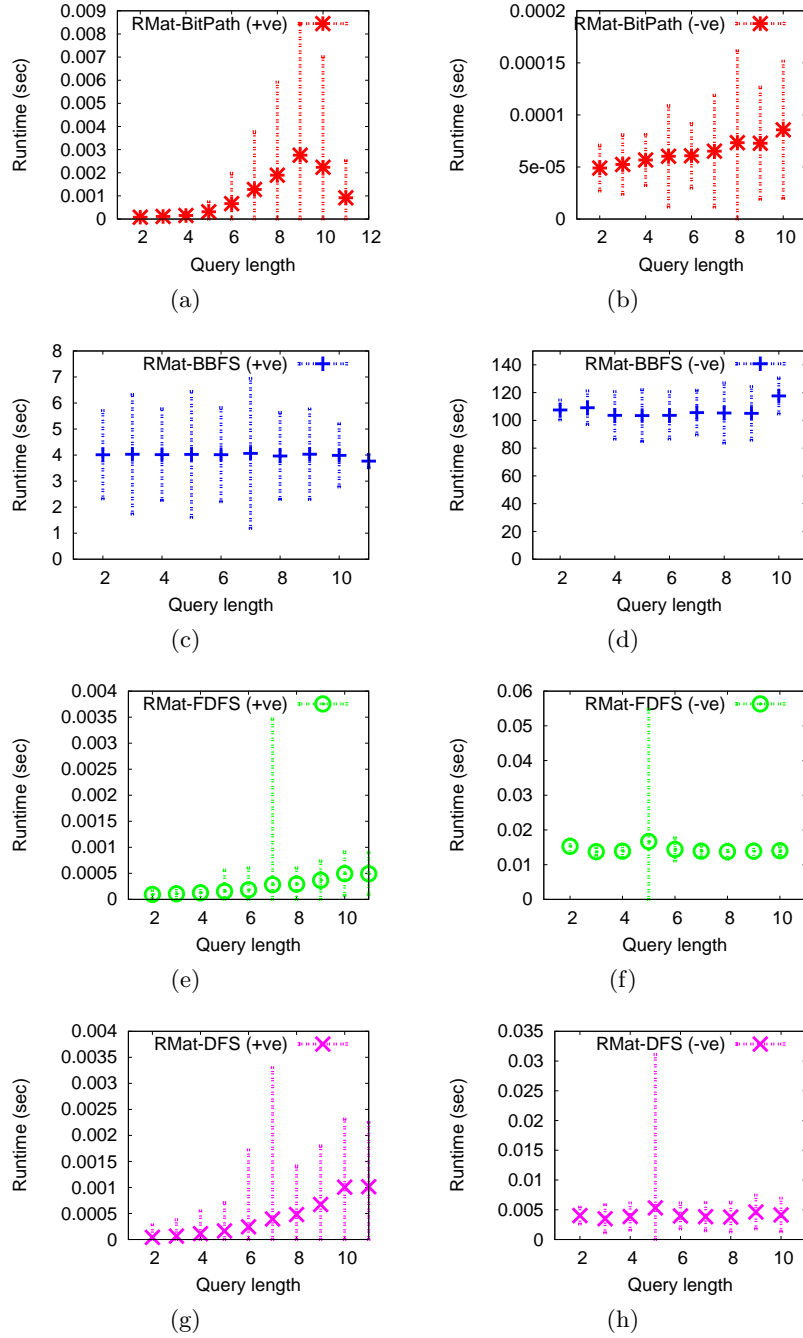 0.009
0.008
0.007
0.006
0.005
0.004
0.003
0.002
0.001
0
Runtime (sec)
RMat-BitPath (+ve)
0 2 4 6 8 10 12
Query length
(a)
0.0002
0.00015
0.0001
5e-05
0
Runtime (sec)
RMat-BitPath (-ve)
2 4 6 8 10
Query length
(b)
8
7
6
5
4
3
2
1
0
Runtime (sec)
RMat-BBFS (+ve)
2 4 6 8 10
Query length
(c)
140
120
100
80
60
40
20
0
Runtime (sec)
RMat-BBFS (-ve)
2 4 6 8 10
Query length
(d)
0.004
0.0035
0.003
0.0025
0.002
0.0015
0.001
0.0005
0
Runtime (sec)
RMat-FDFS (+ve)
2 4 6 8 10
Query length
(e)
0.06
0.05
0.04
0.03
0.02
0.01
0
Runtime (sec)
RMat-FDFS (-ve)
2 4 6 8 10
Query length
(f)
0.004
0.0035
0.003
0.0025
0.002
0.0015
0.001
0.0005
0
Runtime (sec)
RMat-DFS (+ve)
2 4 6 8 10
Query length
(g)
0.035
0.03
0.025
0.02
0.015
0.01
0.005
0
Runtime (sec)
RMat-DFS (-ve)
2 4 6 8 10
Query length
(h)